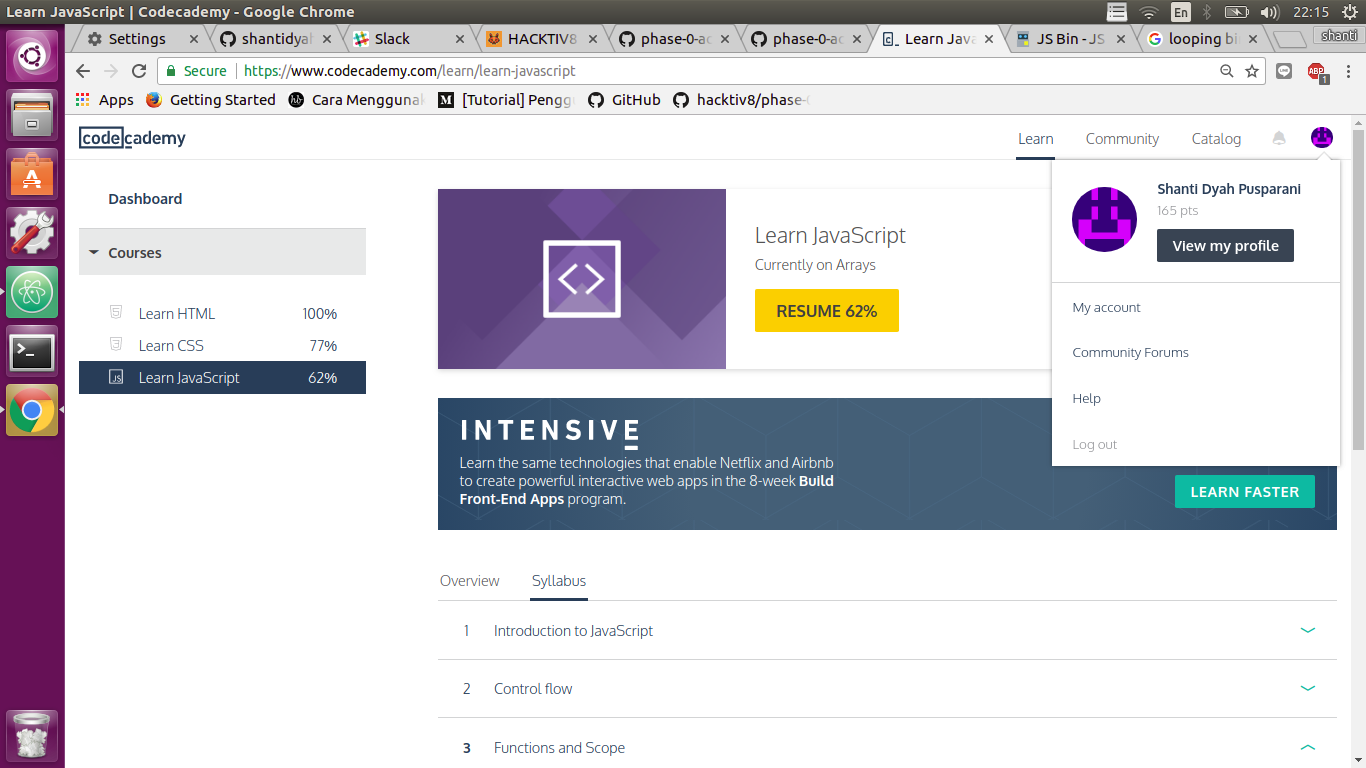 Learn JavaScript | Codecademy - Google Chrome
En
22:15
Settings
shantidyah
Slack
HACKTIV8
phase-0-ac
phase-0-ac
Learn Java
JS Bin - JS
looping bi
shanti
Secure
https://www.codecademy.com/learn/learn-javascript
ABP
1
Apps
Getting Started
Cara Menggunak
[Tutorial] Pengg
GitHub
hacktiv8/phase-0
codecademy
Learn
Community
Catalog
Dashboard
Courses
Learn HTML 100%
Learn CSS 77%
JS Learn JavaScript 62%
Learn JavaScript
Currently on Arrays
RESUME 62%
Shanti Dyah Pusparani
165 pts
View my profile
My account
Community Forums
Help
Log out
INTENSIVE
Learn the same technologies that enable Netflix and Airbnb
to create powerful interactive web apps in the 8-week Build
Front-End Apps program.
LEARN FASTER
Overview
Syllabus
1 Introduction to JavaScript
2 Control flow
3 Functions and Scope